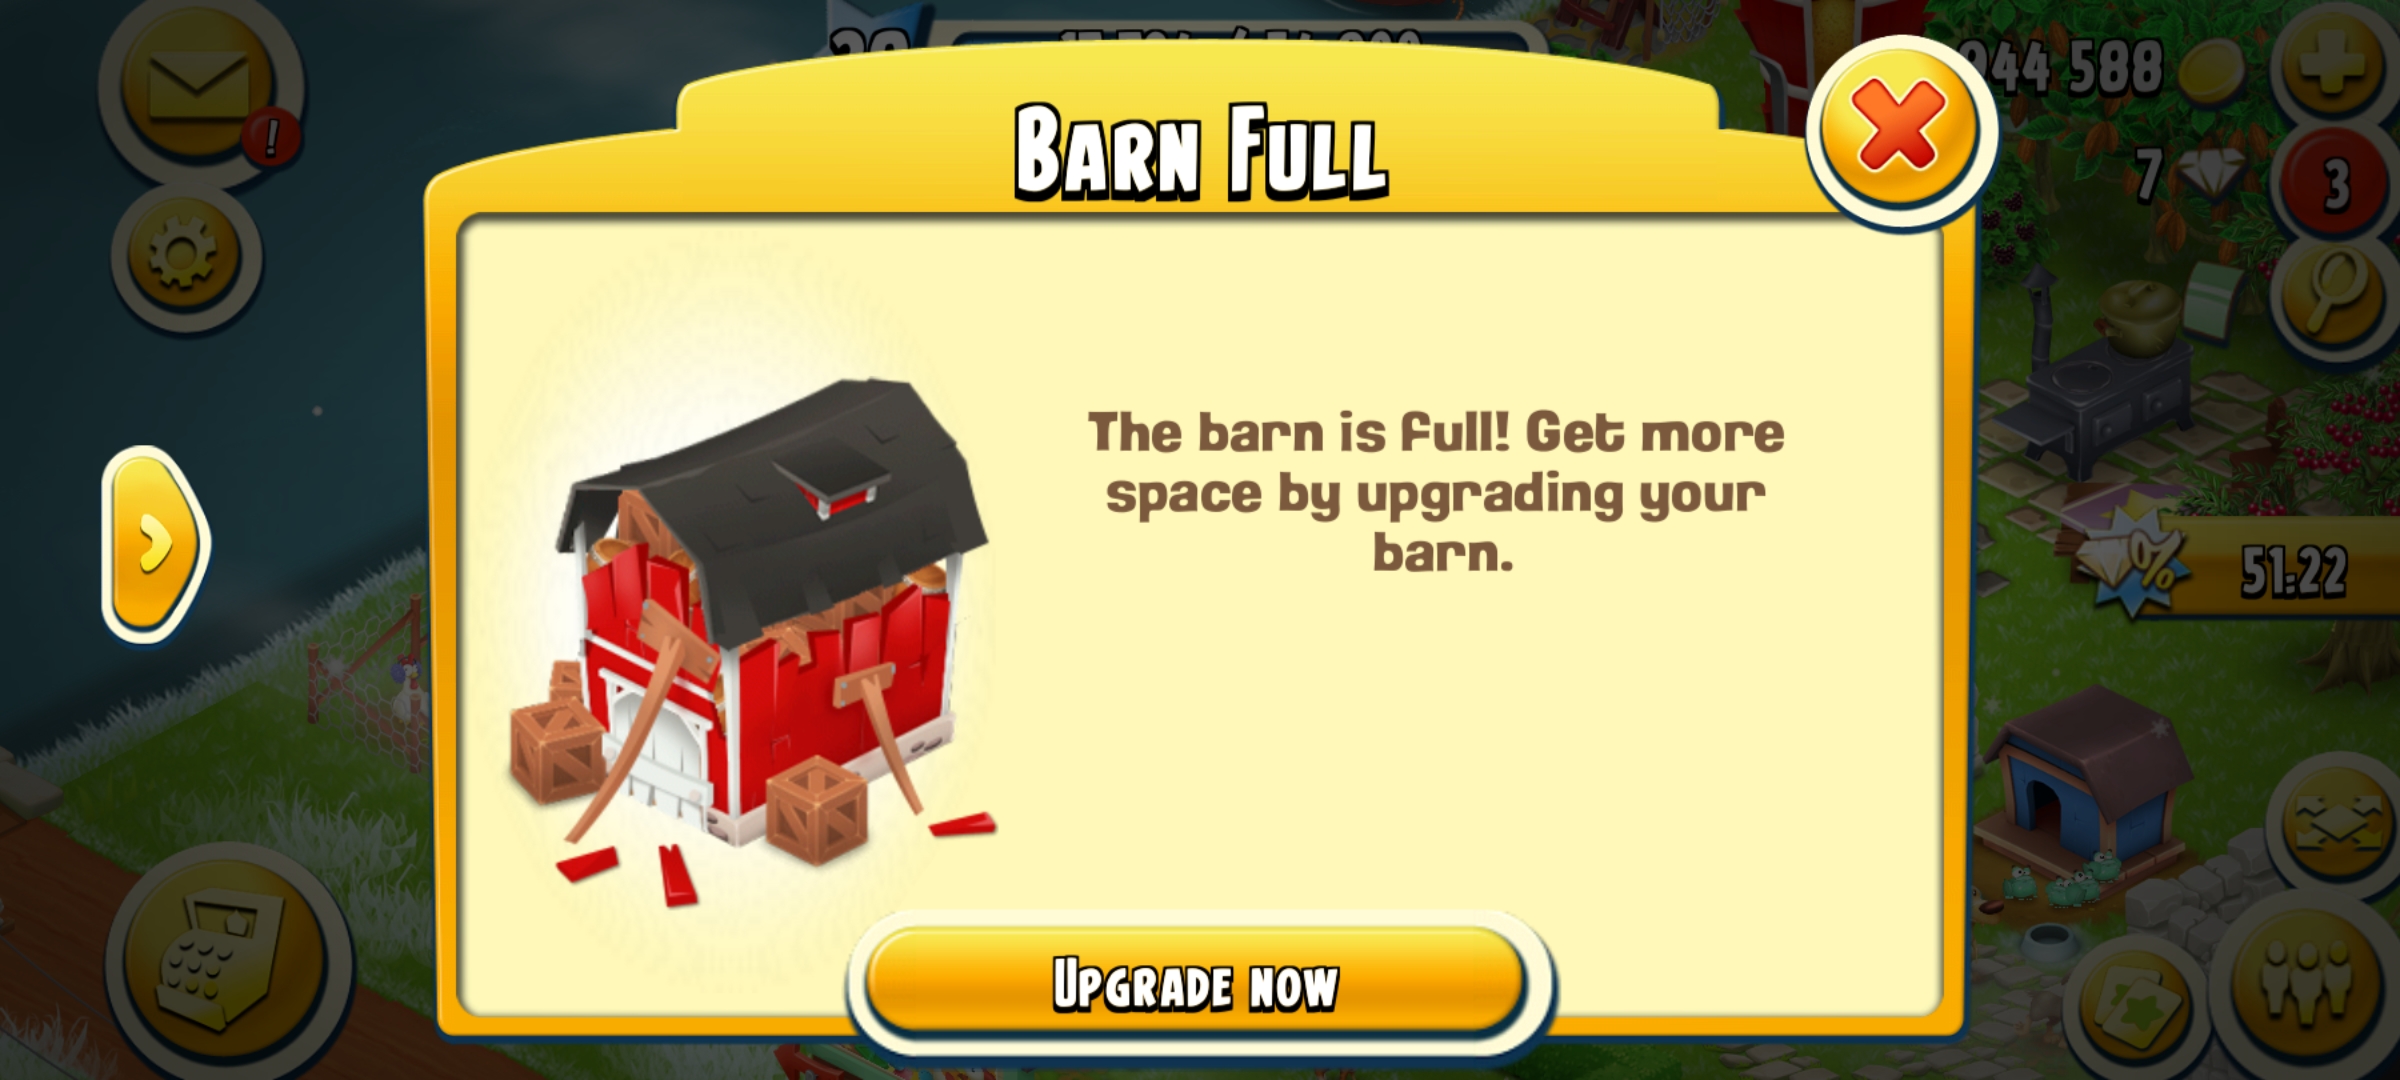 Barn Full
The barn is full! Get more
space by upgrading your
barn.
Upgrade now
944 588
7
3
!
0%
51:22